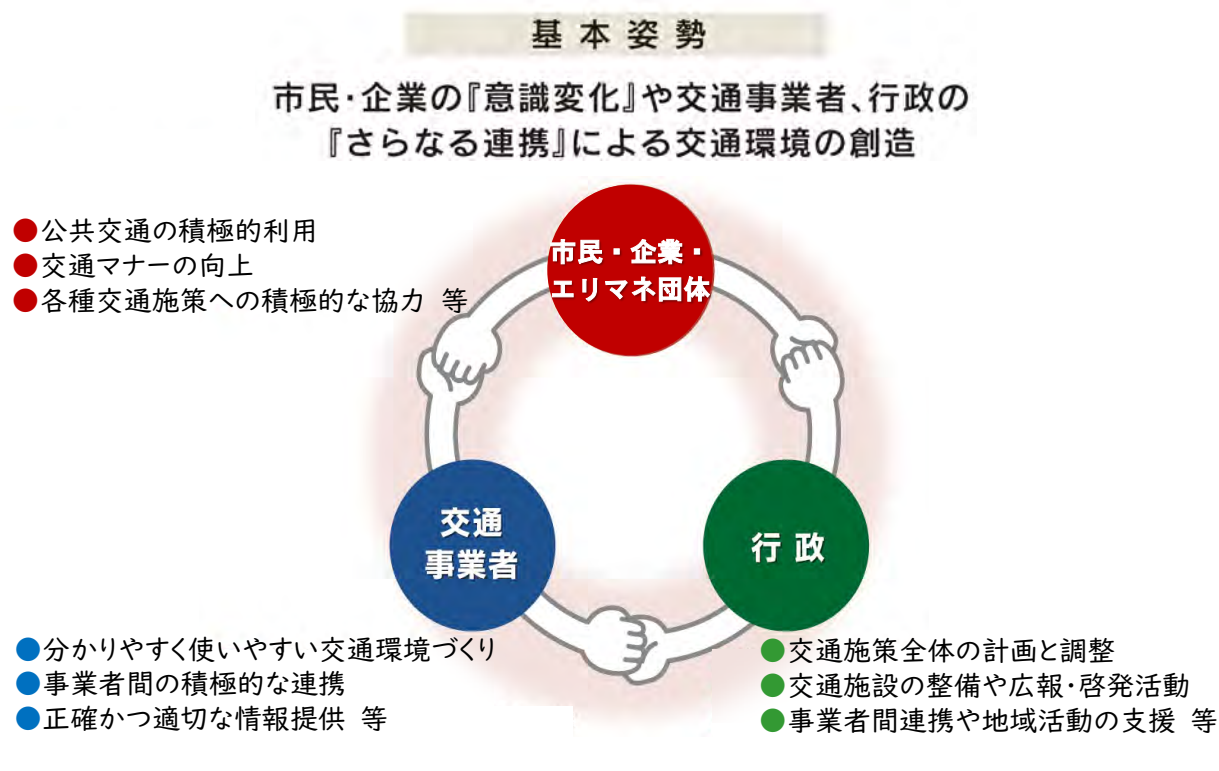 基本姿勢
市民・企業の『意識変化』や交通事業者、行政の
『さらなる連携』による交通環境の創造
●公共交通の積極的利用
●交通マナーの向上
●各種交通施策への積極的な協力 等
市民・企業・
エリマネ団体
交通
事業者
行政
●分かりやすく使いやすい交通環境づくり
●事業者間の積極的な連携
●正確かつ適切な情報提供 等
●交通施策全体の計画と調整
●交通施設の整備や広報・啓発活動
●事業者間連携や地域活動の支援 等